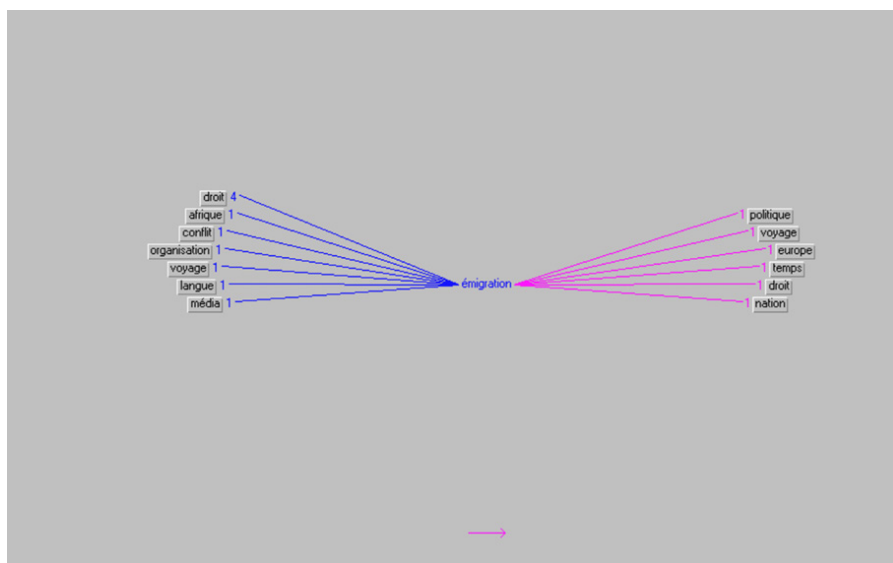 droit 4
afrique 1
conflit 1
organisation 1
voyage 1
langue 1
média 1
émigration
1 politique
1 voyage
1 europe
1 temps
1 droit
1 nation